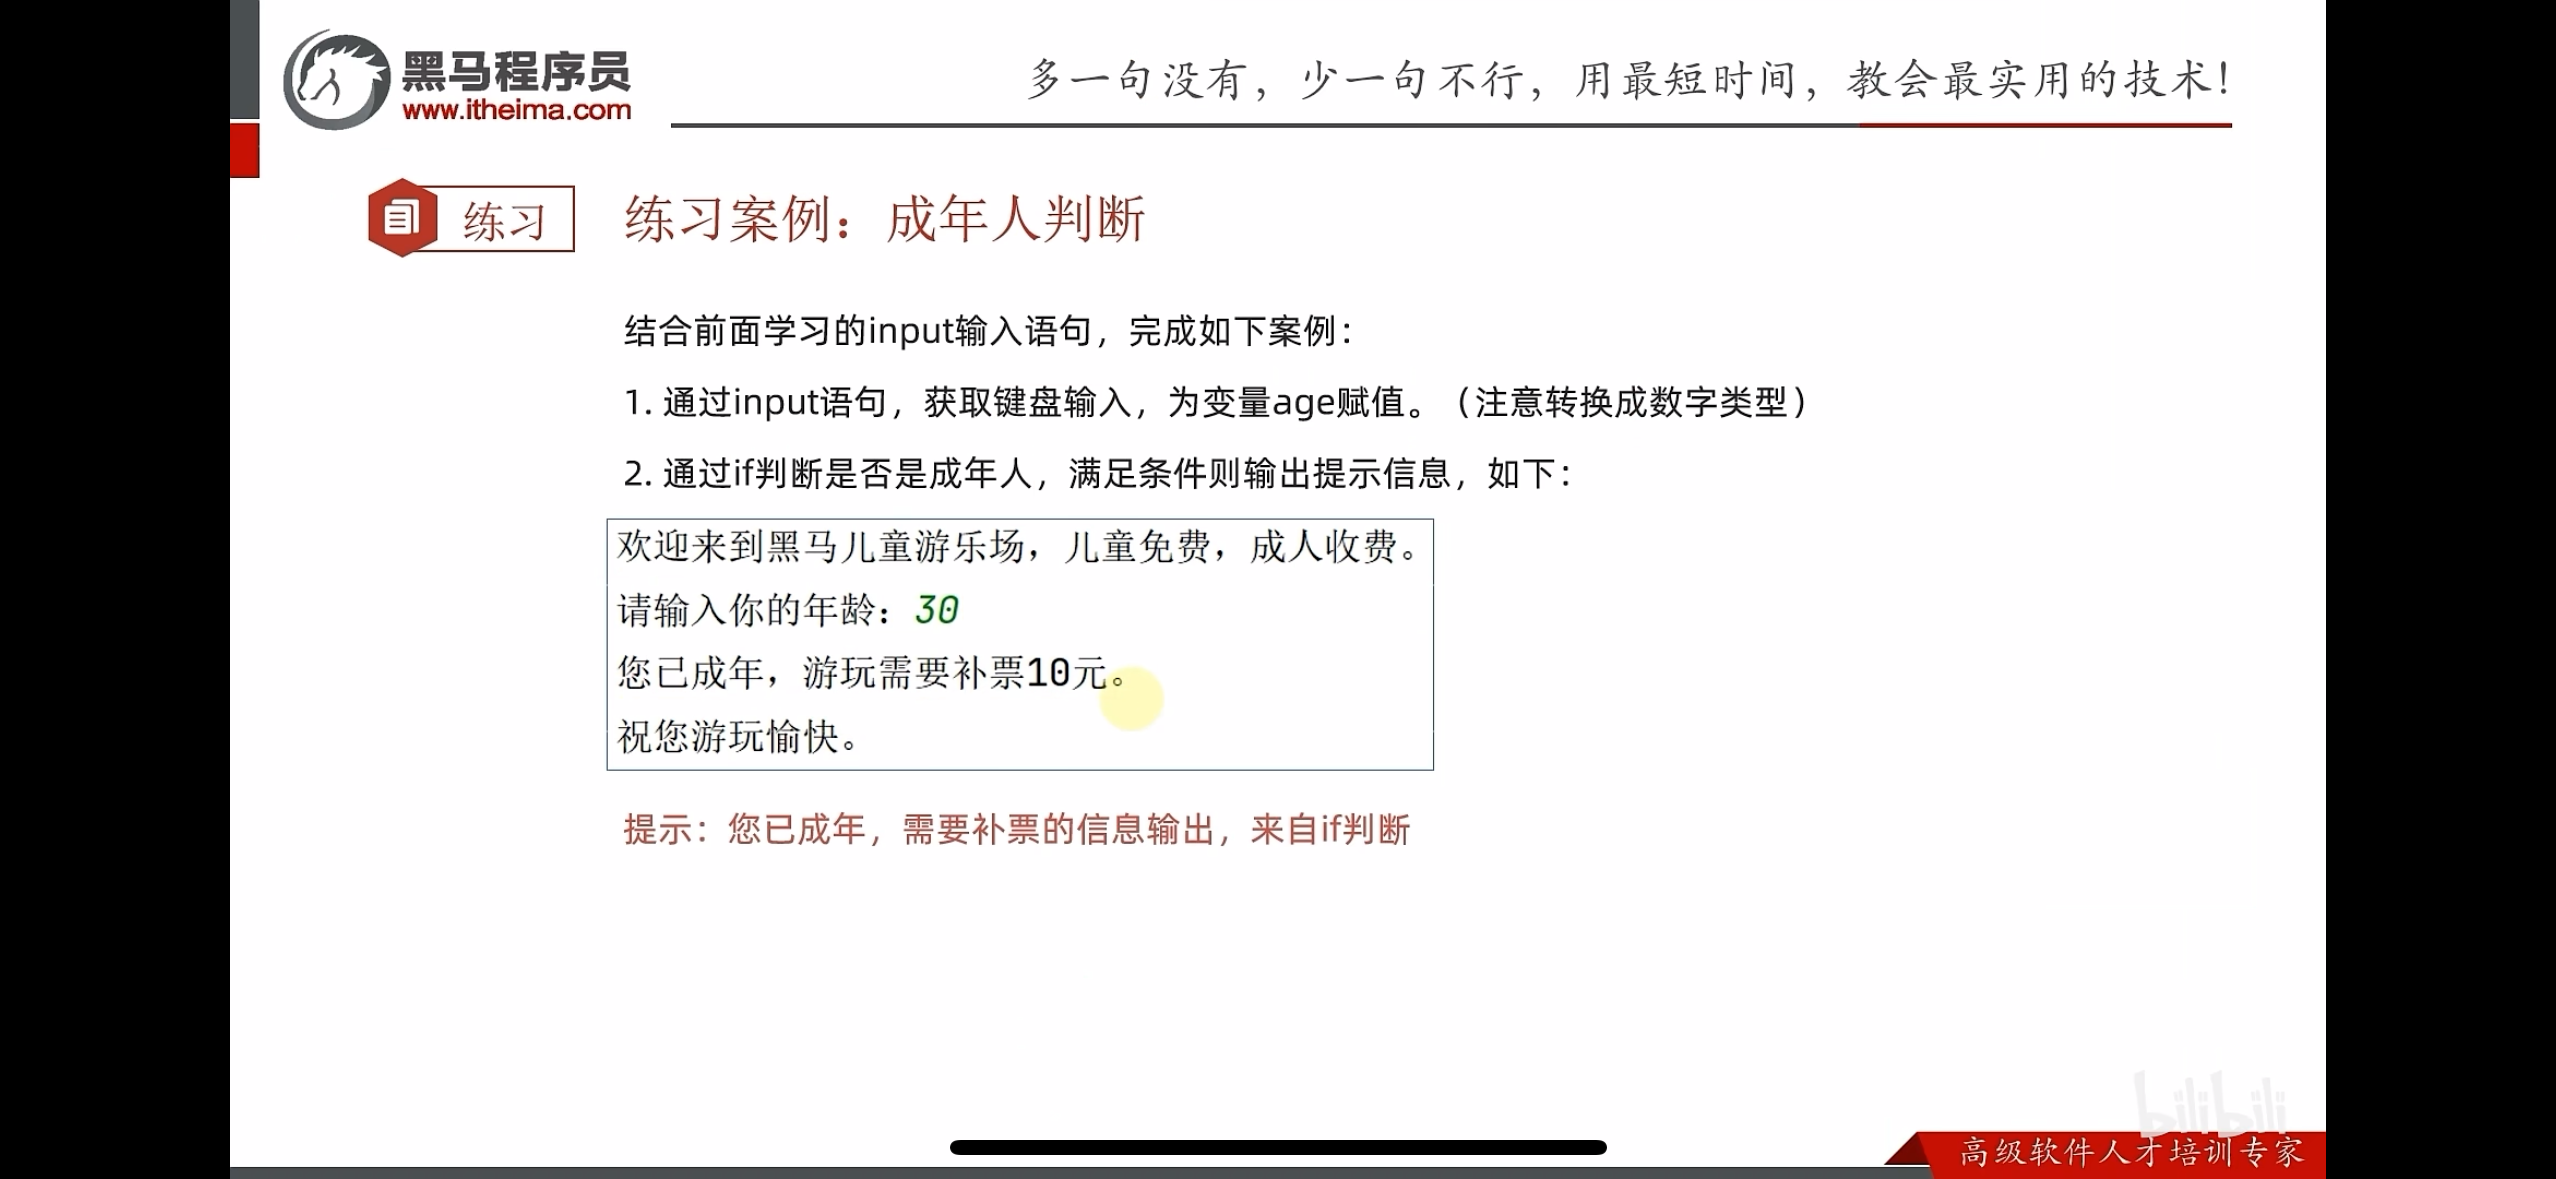 黑马程序员
www.itheima.com
多一句没有，少一句不行，用最短时间，教会最实用的技术！
练习
练习案例：成年人判断
结合前面学习的input输入语句，完成如下案例：
1. 通过input语句，获取键盘输入，为变量age赋值。（注意转换成数字类型）
2. 通过if判断是否是成年人，满足条件则输出提示信息，如下：
欢迎来到黑马儿童游乐场，儿童免费，成人收费。
请输入你的年龄：30
您已成年，游玩需要补票10元。
祝您游玩愉快。
提示：您已成年，需要补票的信息输出，来自if判断
bilibili
高级软件人才培训专家